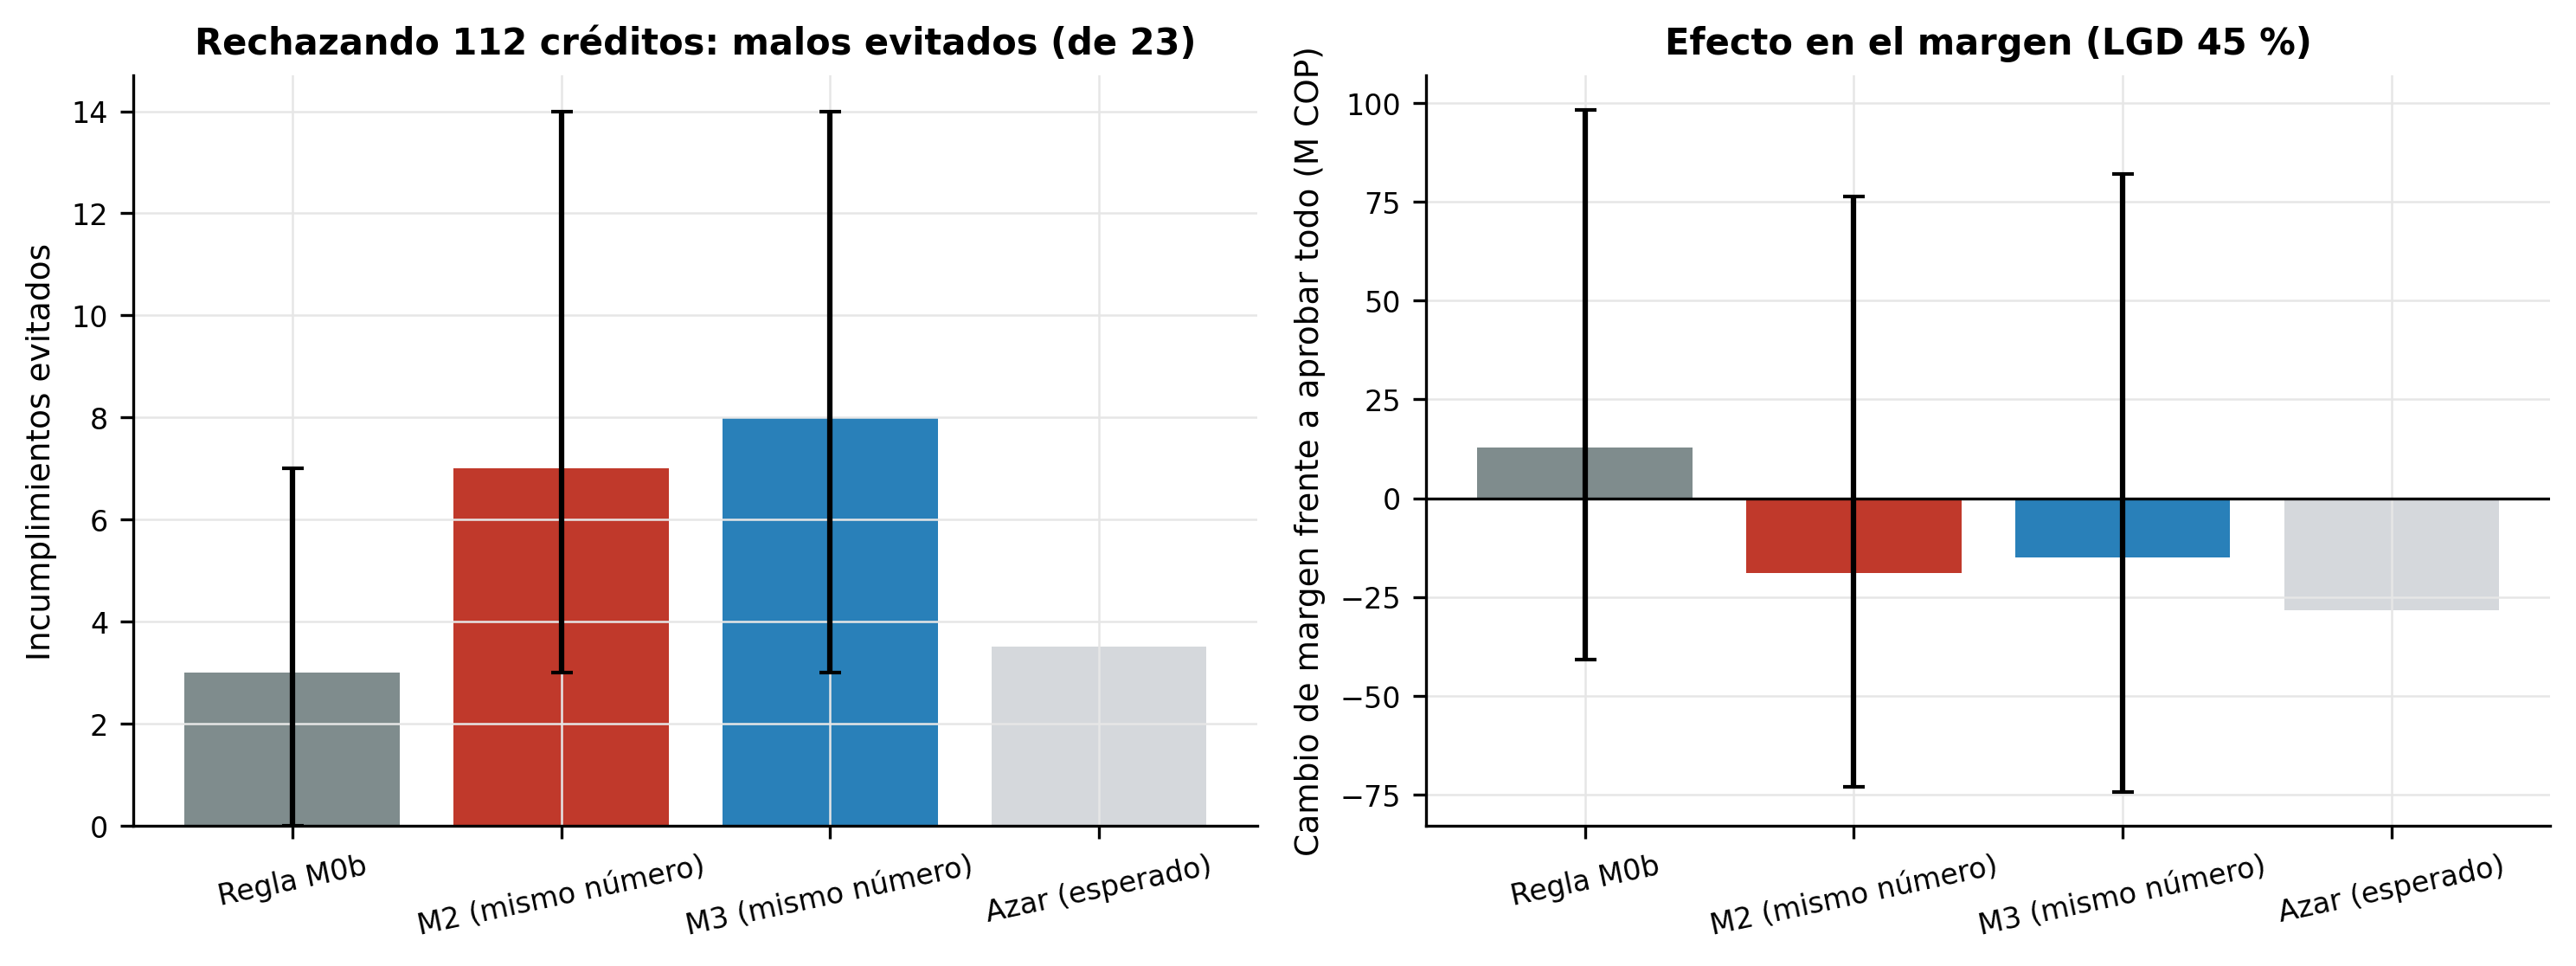 Rechazando 112 créditos: malos evitados (de 23)
Incumplimientos evitados
14
12
10
8
6
4
2
0
Regla M0b
M2 (mismo número)
M3 (mismo número)
Azar (esperado)
Efecto en el margen (LGD 45 %)
Cambio de margen frente a aprobar todo (M COP)
100
75
50
25
0
−25
−50
−75
Regla M0b
M2 (mismo número)
M3 (mismo número)
Azar (esperado)